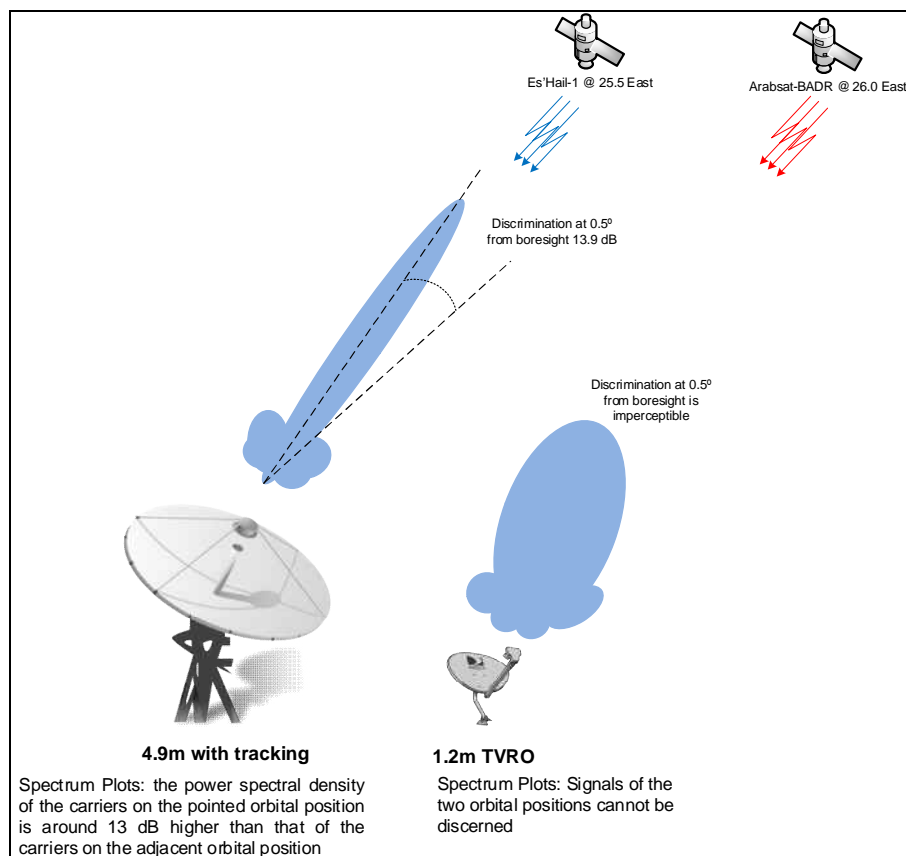 Es'Hail-1 @ 25.5 East
Arabsat-BADR @ 26.0 East
Discrimination at 0.5º
from boresight 13.9 dB
Discrimination at 0.5º
from boresight is
imperceptible
4.9m with tracking
Spectrum Plots: the power spectral density
of the carriers on the pointed orbital position
is around 13 dB higher than that of the
carriers on the adjacent orbital position
1.2m TVRO
Spectrum Plots: Signals of the
two orbital positions cannot be
discerned